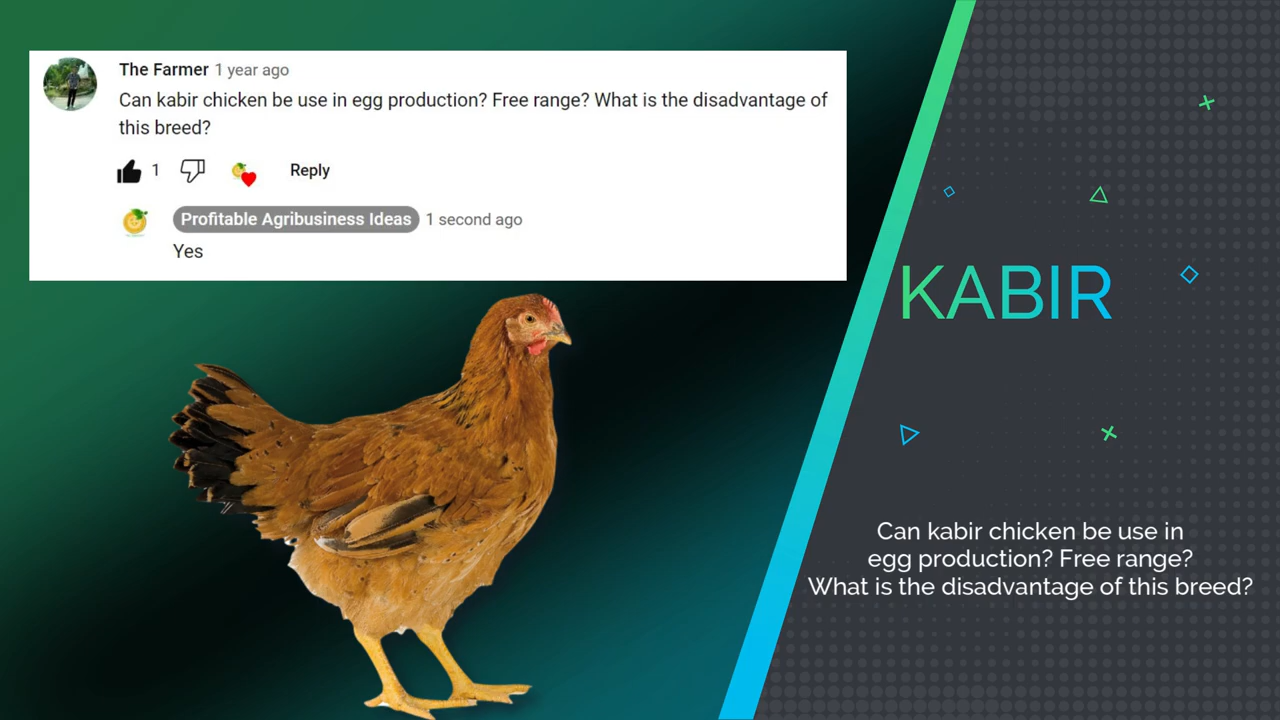 The Farmer 1 year ago
Can kabir chicken be use in egg production? Free range? What is the disadvantage of
this breed?
1 Reply
Profitable Agribusiness Ideas 1 second ago
Yes
KABIR
Can kabir chicken be use in
egg production? Free range?
What is the disadvantage of this breed?